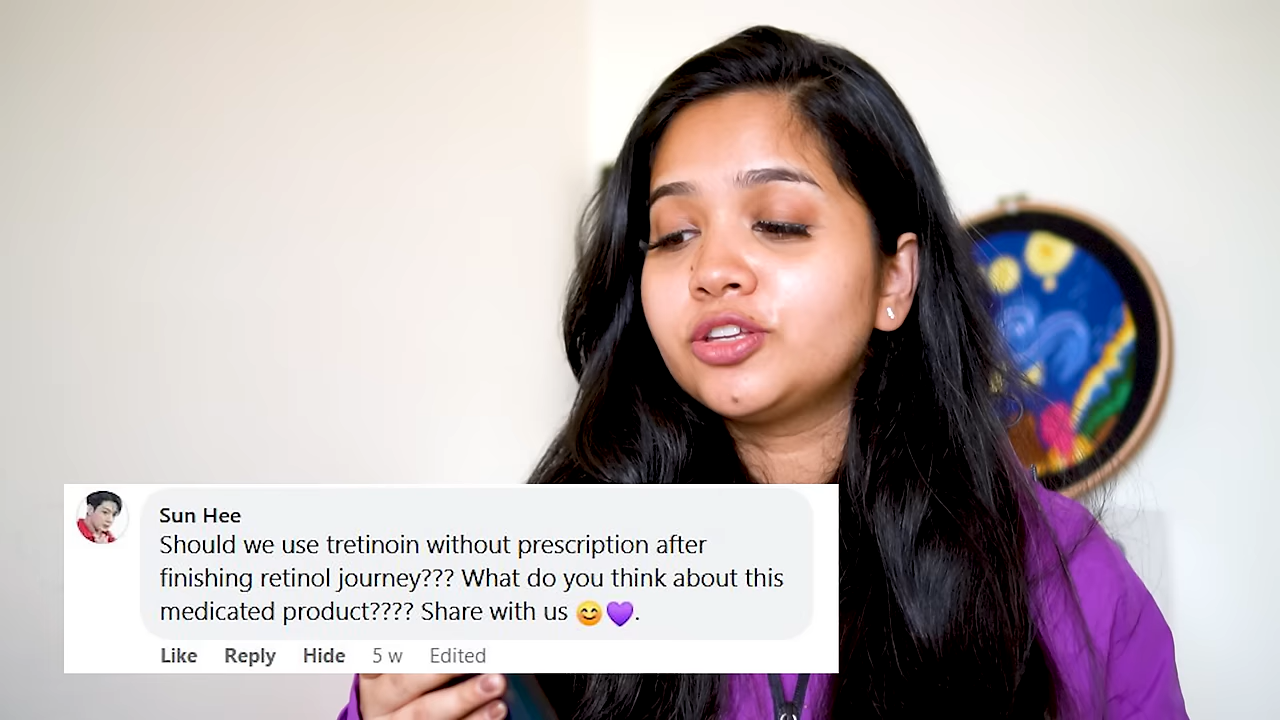 Sun Hee
Should we use tretinoin without prescription after
finishing retinol journey??? What do you think about this
medicated product???? Share with us 😊💜.
Like Reply Hide 5 w Edited